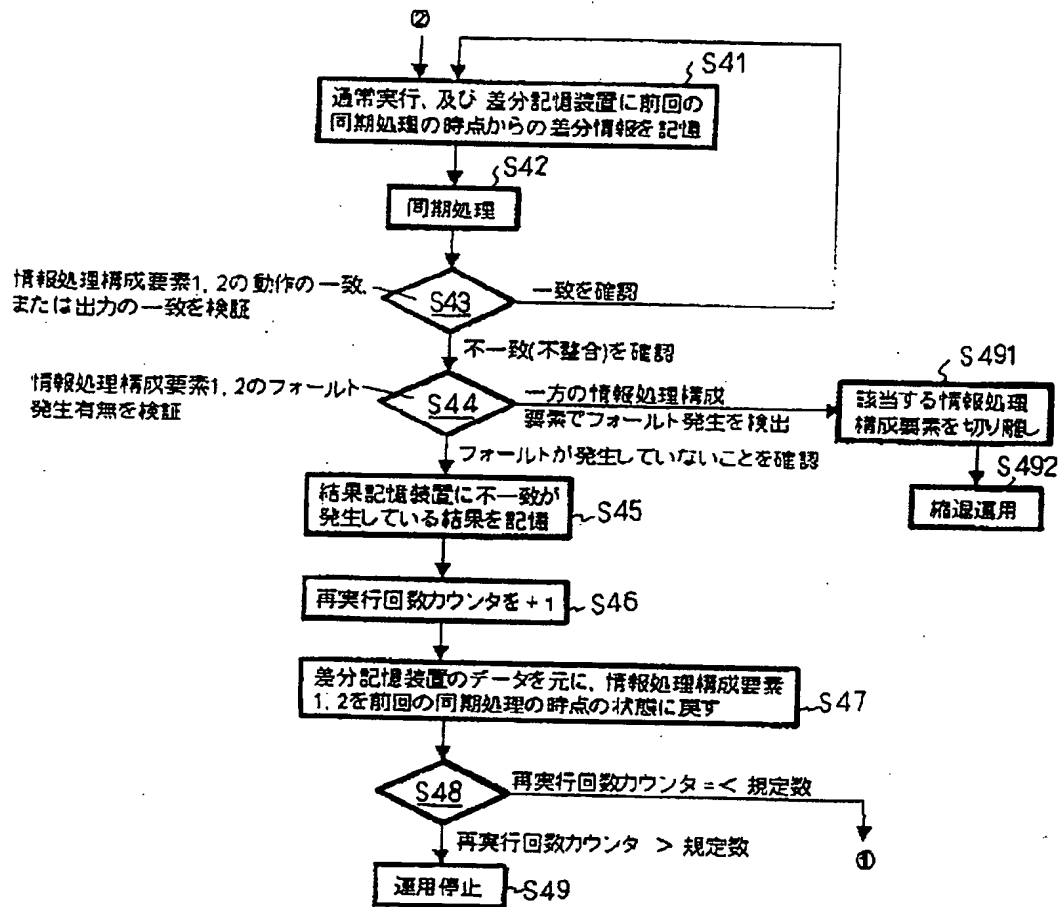 ②
S41
通常実行、及び 差分記憶装置に前回の
同期処理の時点からの差分情報を記憶
S42
同期処理
情報処理構成要素1, 2の動作の一致、
または出力の一致を検証
S43
一致を確認
不一致(不整合)を確認
情報処理構成要素1, 2のフォールト
発生有無を検証
S44
一方の情報処理構成
要素でフォールト発生を検出
S491
該当する情報処理
構成要素を切り離し
フォールトが発生していないことを確認
S492
縮退運用
結果記憶装置に不一致が
発生している結果を記憶
S45
再実行回数カウンタを +1
S46
差分記憶装置のデータを元に、情報処理構成要素
1, 2を前回の同期処理の時点の状態に戻す
S47
S48
再実行回数カウンタ =< 規定数
①
再実行回数カウンタ > 規定数
運用停止
S49